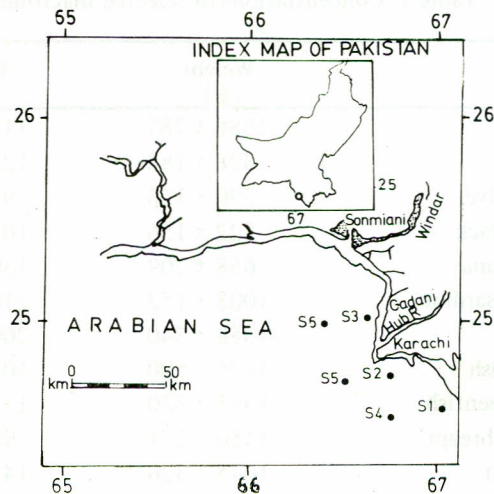 65 66 67
INDEX MAP OF PAKISTAN
26 26
25
67
Sonmiani
Windar
Gadani
Hub R.
25 25
ARABIAN SEA
S5 S3
Karachi
0 50
km km
S5 S2
S4 S1
65 66 67